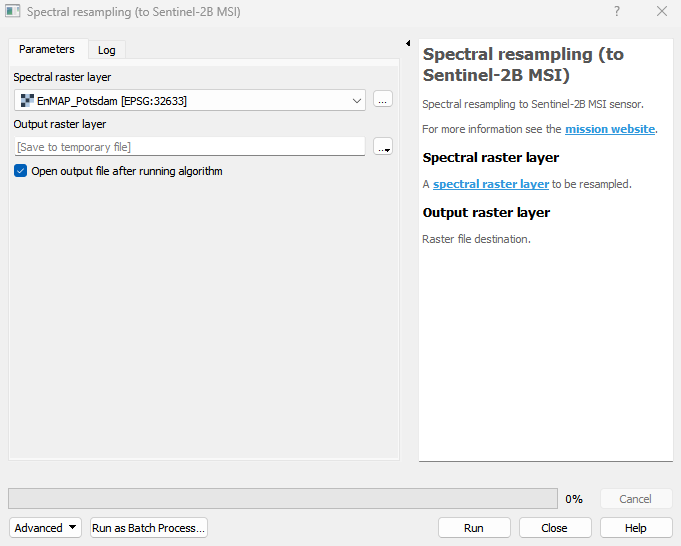 Spectral resampling (to Sentinel-2B MSI)
?
Parameters
Log
Spectral raster layer
EnMAP_Potsdam [EPSG:32633]
...
Output raster layer
[Save to temporary file]
...
Open output file after running algorithm
Spectral resampling (to
Sentinel-2B MSI)
Spectral resampling to Sentinel-2B MSI sensor.
For more information see the mission website.
Spectral raster layer
A spectral raster layer to be resampled.
Output raster layer
Raster file destination.
0%
Cancel
Advanced
Run as Batch Process...
Run
Close
Help